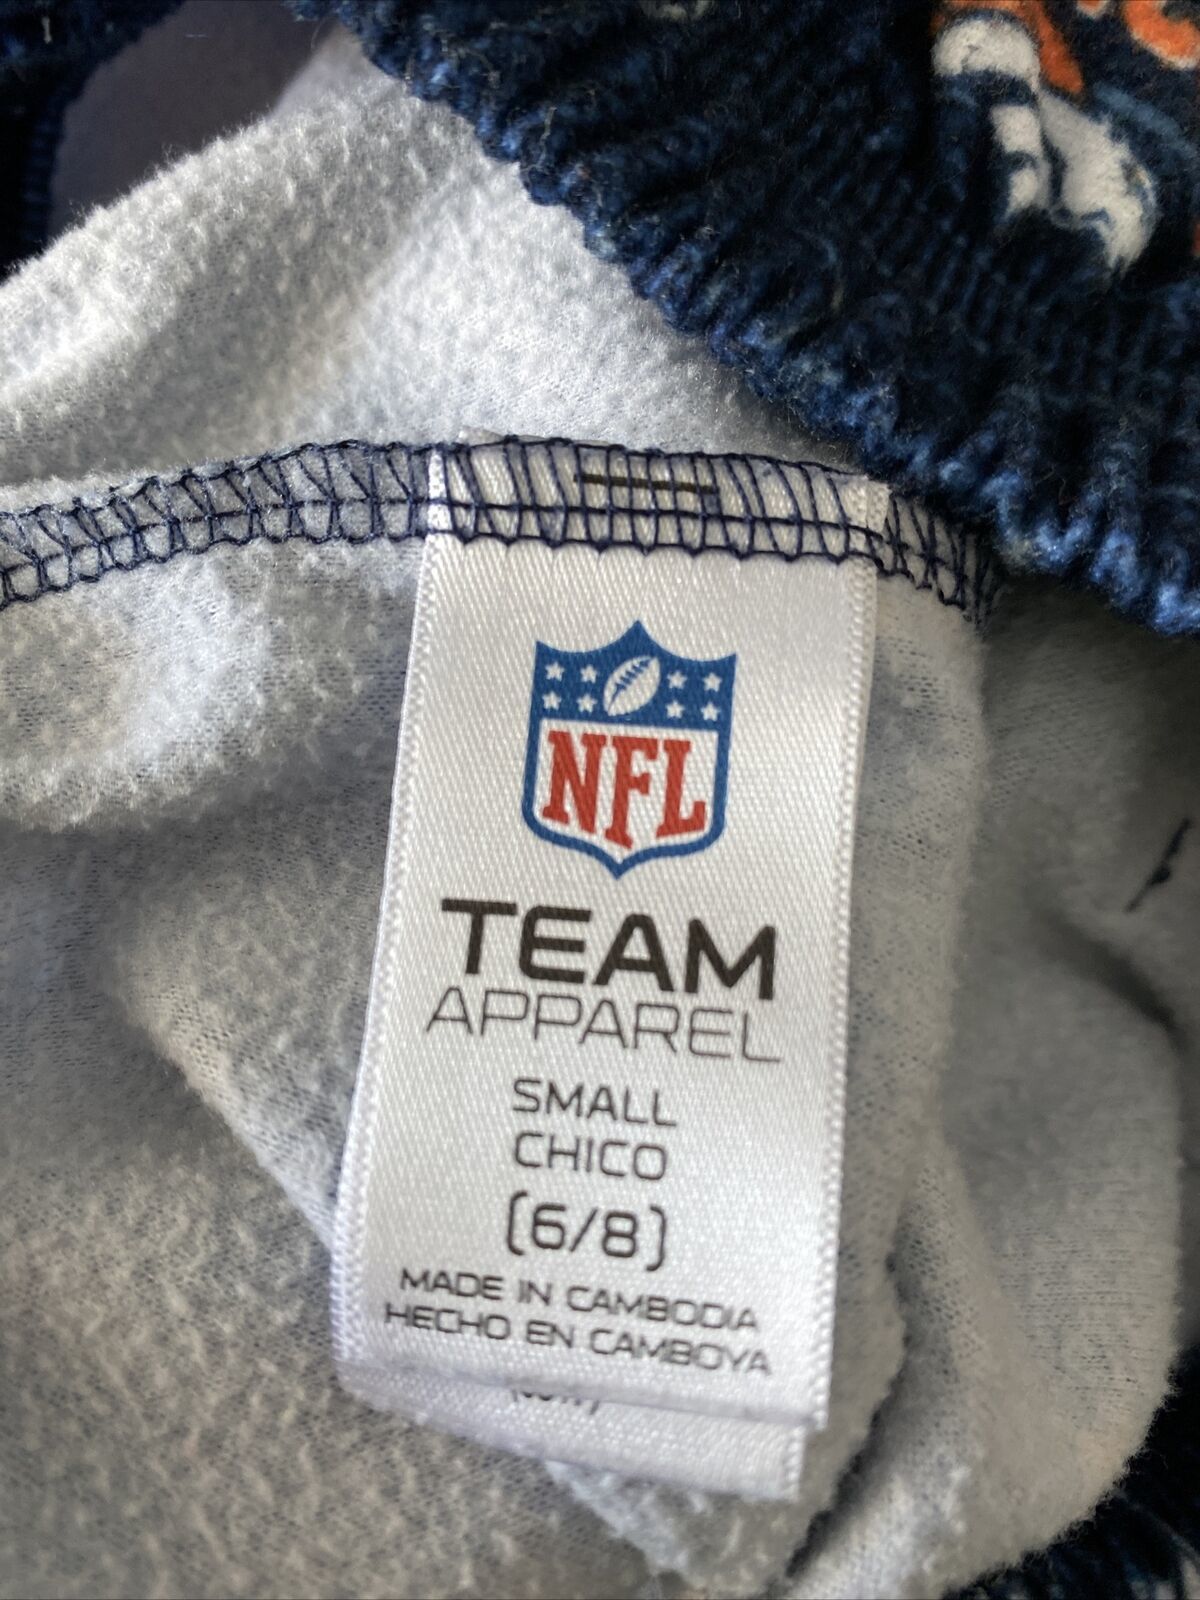 NFL
TEAM
APPAREL
SMALL
CHICO
(6/8)
MADE IN CAMBODIA
HECHO EN CAMBOYA